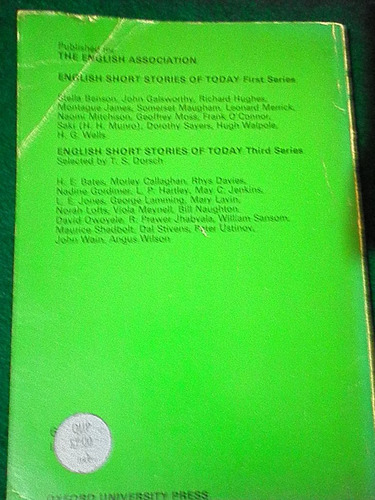 Published for
THE ENGLISH ASSOCIATION
ENGLISH SHORT STORIES OF TODAY First Series
Stella Benson, John Galsworthy, Richard Hughes,
Montague James, Somerset Maugham, Leonard Merrick,
Naomi Mitchison, Geoffrey Moss, Frank O'Connor,
Saki (H. H. Munro), Dorothy Sayers, Hugh Walpole,
H. G. Wells
ENGLISH SHORT STORIES OF TODAY Third Series
Selected by T. S. Dorsch
H. E. Bates, Morley Callaghan, Rhys Davies,
Nadine Gordimer, L. P. Hartley, May C. Jenkins,
L. E. Jones, George Lamming, Mary Lavin,
Norah Lofts, Viola Meynell, Bill Naughton,
David Owoyele, R. Prawer Jhabvala, William Sansom,
Maurice Shadbolt, Dal Stivens, Peter Ustinov,
John Wain, Angus Wilson
OUP
OXFORD UNIVERSITY PRESS